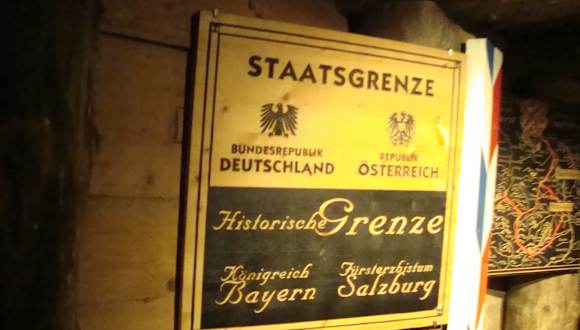 STAATSGRENZE
BUNDESREPUBLIK
DEUTSCHLAND
REPUBLIK
ÖSTERREICH
Historische Grenze
Königreich
Bayern
Fürsterzbistum
Salzburg